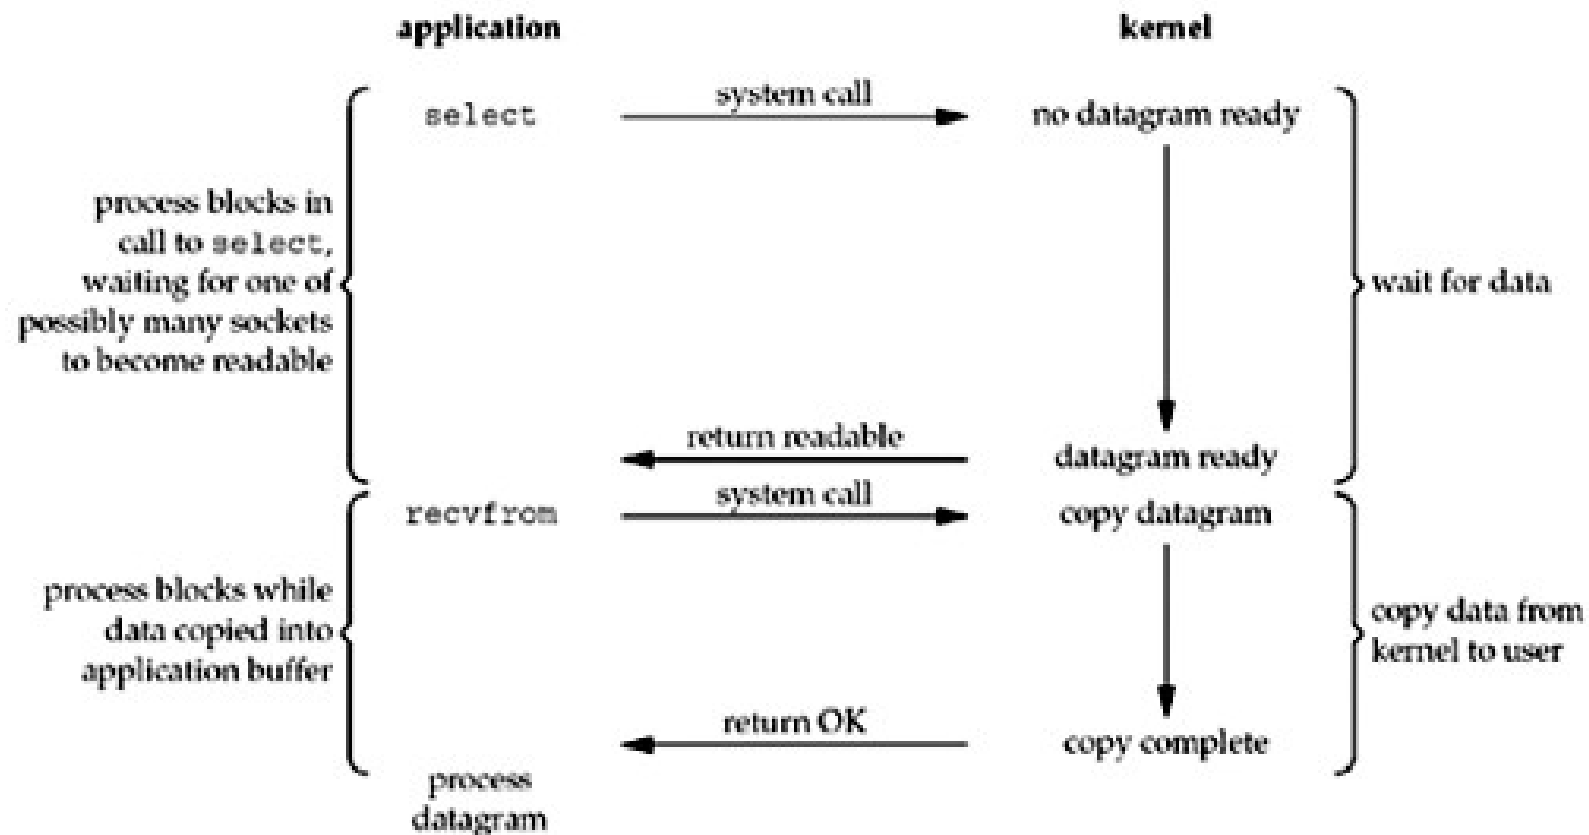 application
kernel
select
system call
no datagram ready
process blocks in
call to select,
waiting for one of
possibly many sockets
to become readable
wait for data
return readable
datagram ready
recvfrom
system call
copy datagram
process blocks while
data copied into
application buffer
copy data from
kernel to user
return OK
copy complete
process
datagram